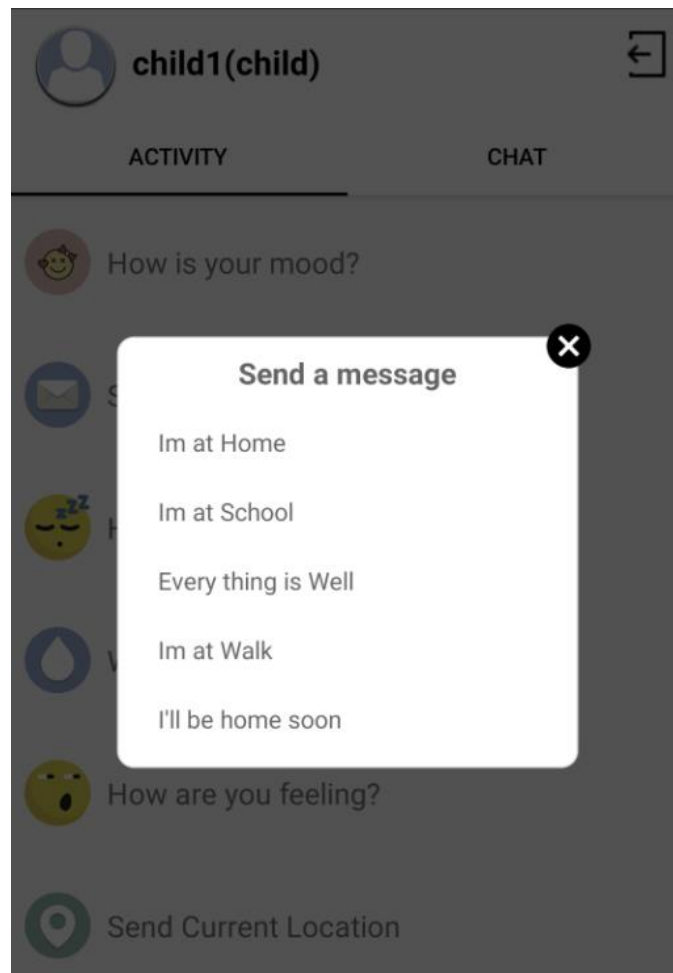 child1(child)
ACTIVITY CHAT
How is your mood?
Send a message
Im at Home
Im at School
Every thing is Well
Im at Walk
I'll be home soon
How are you feeling?
Send Current Location